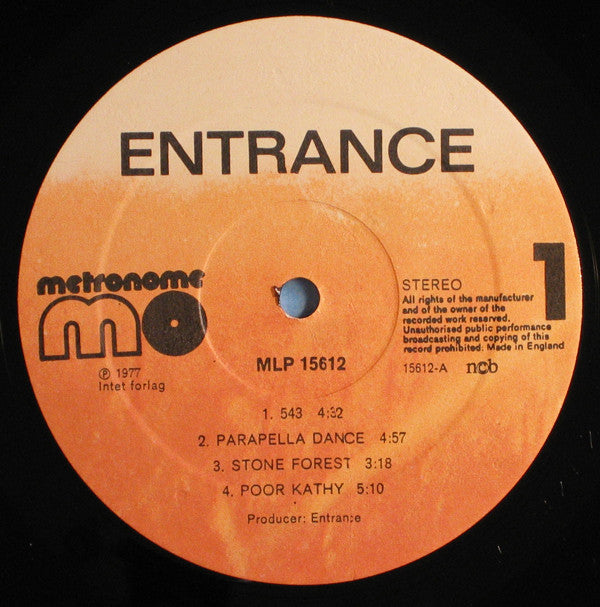 ENTRANCE
metronome
mo
℗ 1977
Intet forlag
STEREO
All rights of the manufacturer
and of the owner of the
recorded work reserved.
Unauthorised public performance
broadcasting and copying of this
record prohibited. Made in England
1
15612-A ncb
MLP 15612
1. 543 4:32
2. PARAPELLA DANCE 4:57
3. STONE FOREST 3:18
4. POOR KATHY 5:10
Producer: Entrance